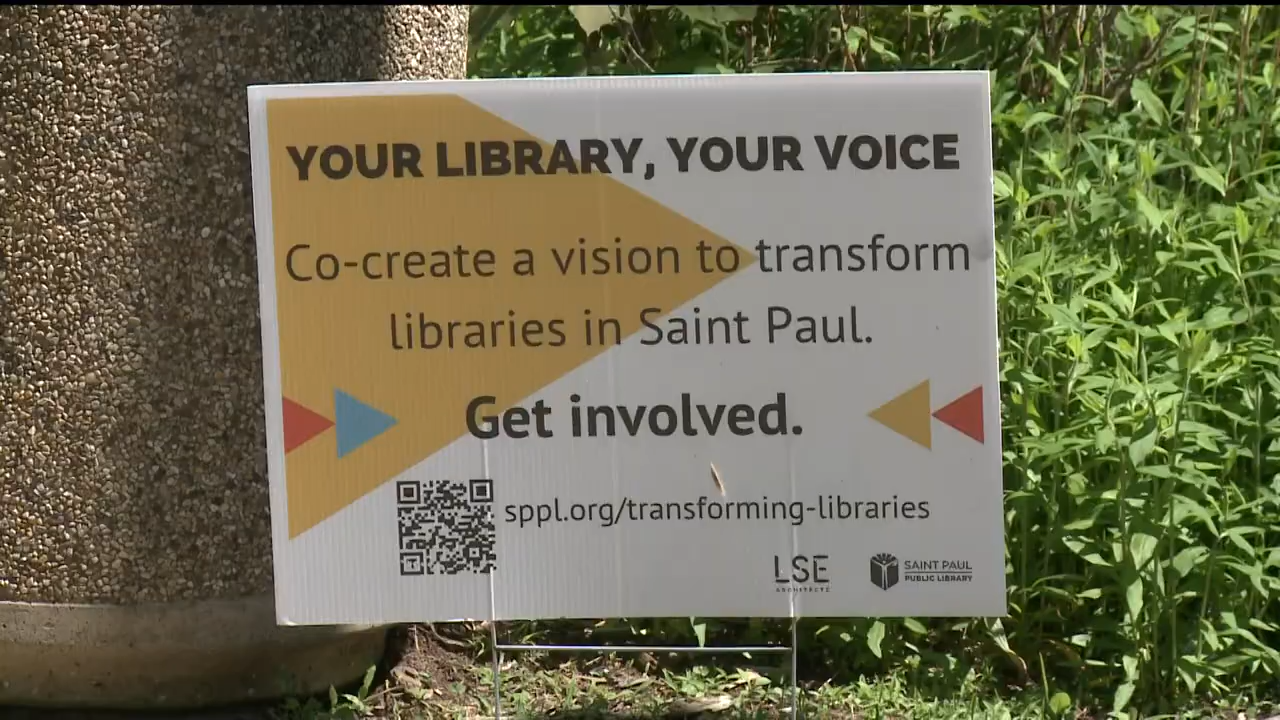 YOUR LIBRARY, YOUR VOICE
Co-create a vision to transform
libraries in Saint Paul.
Get involved.
sppl.org/transforming-libraries
LSE
ARCHITECTS
SAINT PAUL
PUBLIC LIBRARY